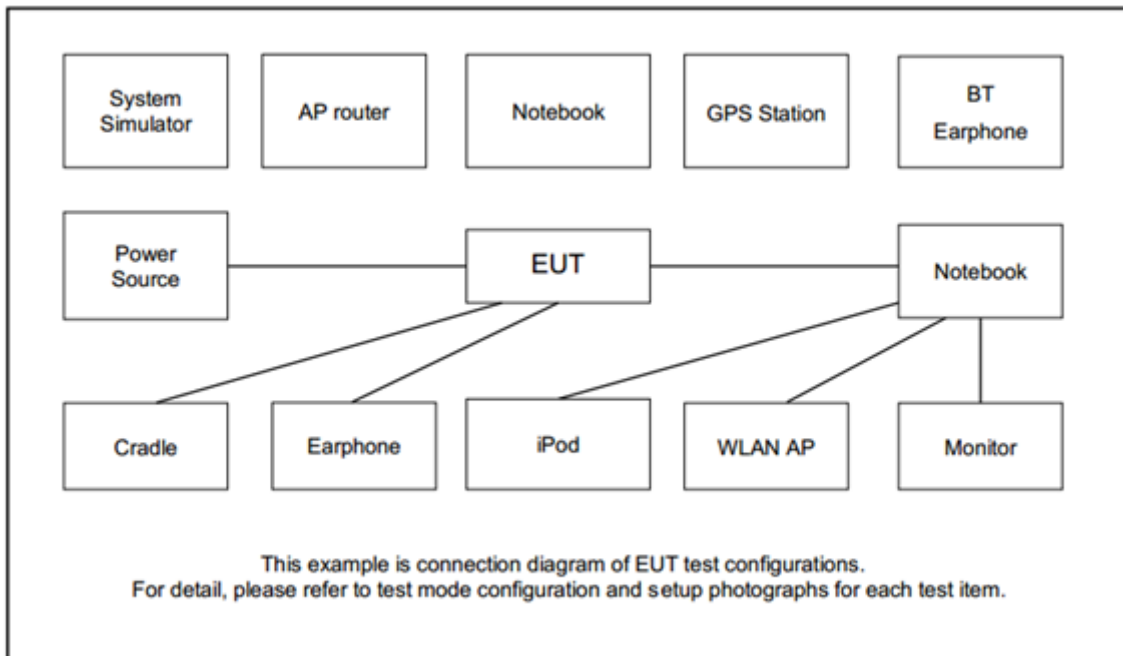 System
Simulator
AP router
Notebook
GPS Station
BT
Earphone
Power
Source
EUT
Notebook
Cradle
Earphone
iPod
WLAN AP
Monitor
This example is connection diagram of EUT test configurations.
For detail, please refer to test mode configuration and setup photographs for each test item.